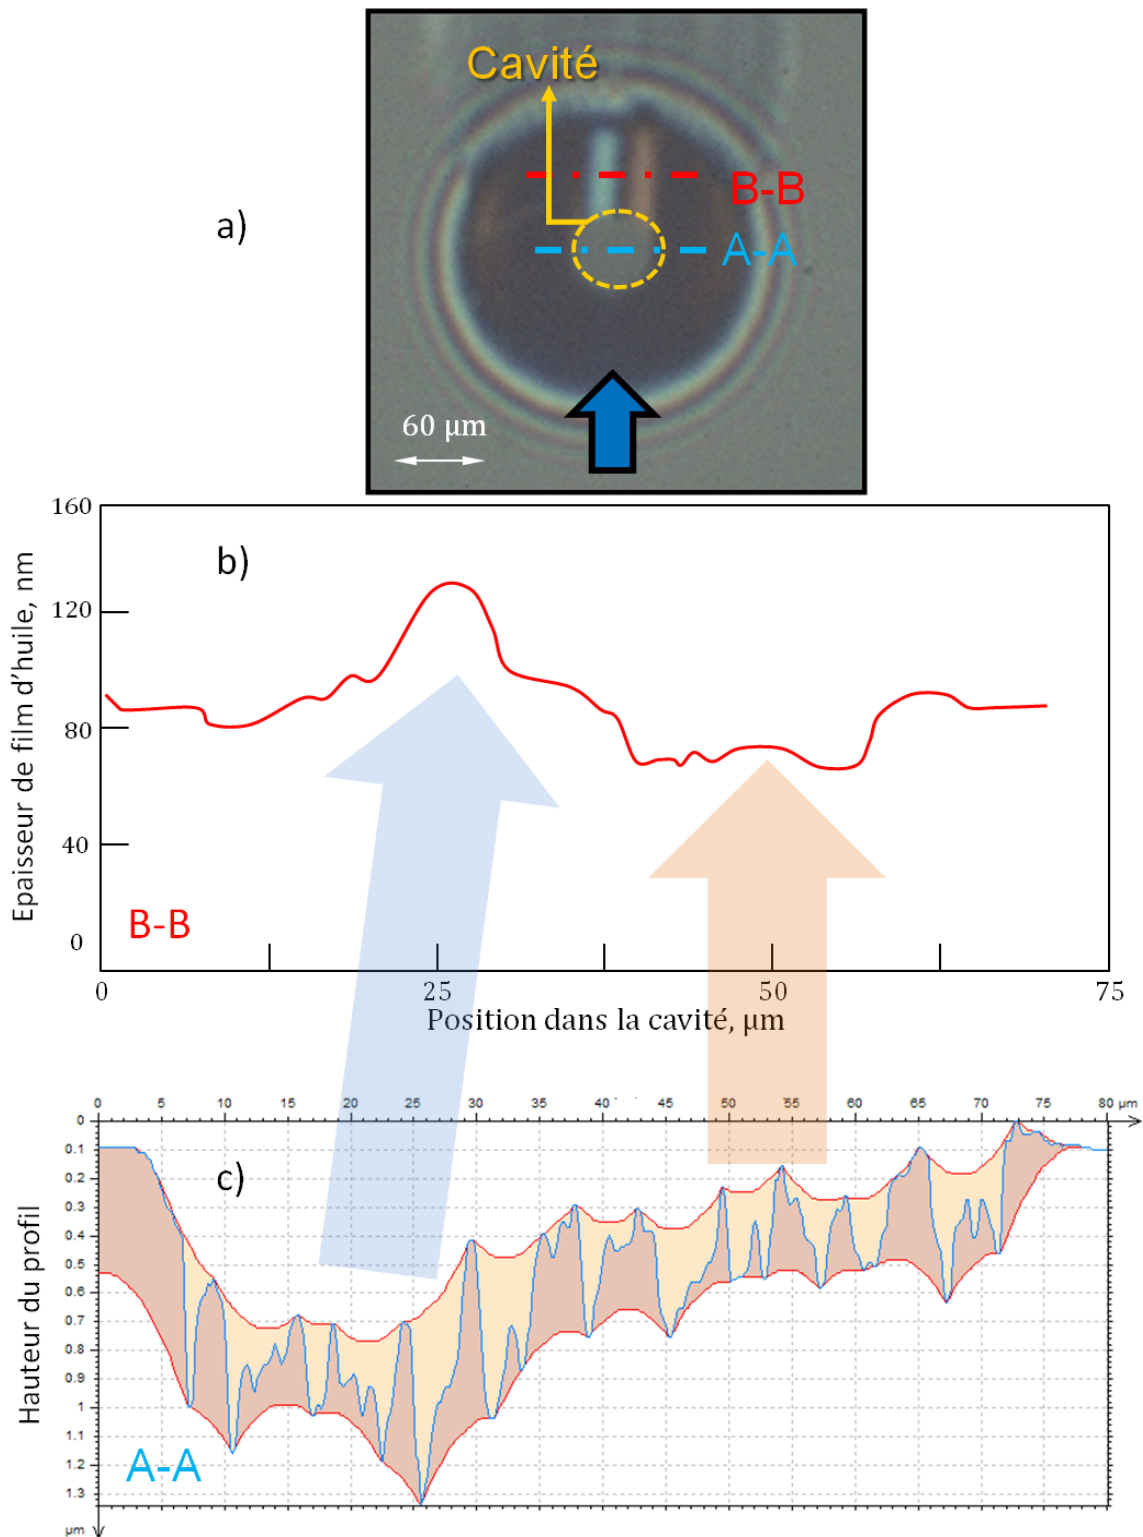 Cavité
B-B
A-A
a)
60 µm
160
b)
120
80
40
0
Epaisseur de film d'huile, nm
B-B
0 25 50 75
Position dans la cavité, µm
0 5 10 15 20 25 30 35 40 45 50 55 60 65 70 75 80 µm
0
0.1
c)
0.2
0.3
0.4
0.5
0.6
0.7
0.8
0.9
1
1.1
1.2
1.3
µm
Hauteur du profil
A-A